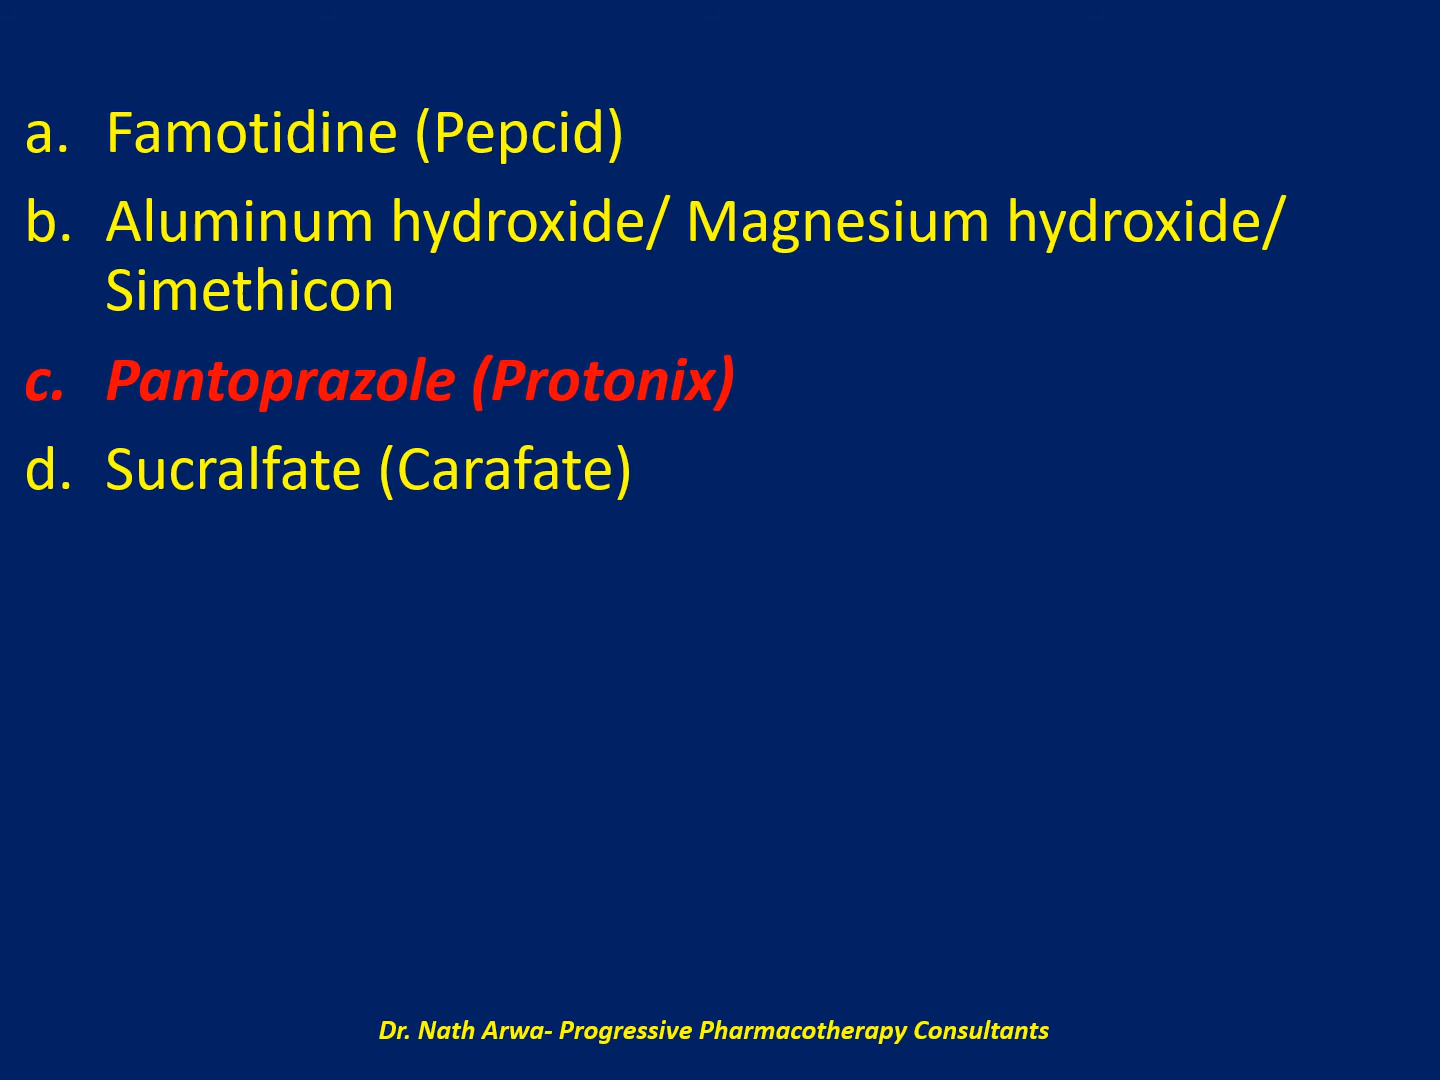 a. Famotidine (Pepcid)
b. Aluminum hydroxide/ Magnesium hydroxide/
Simethicon
c. Pantoprazole (Protonix)
d. Sucralfate (Carafate)
Dr. Nath Arwa- Progressive Pharmacotherapy Consultants